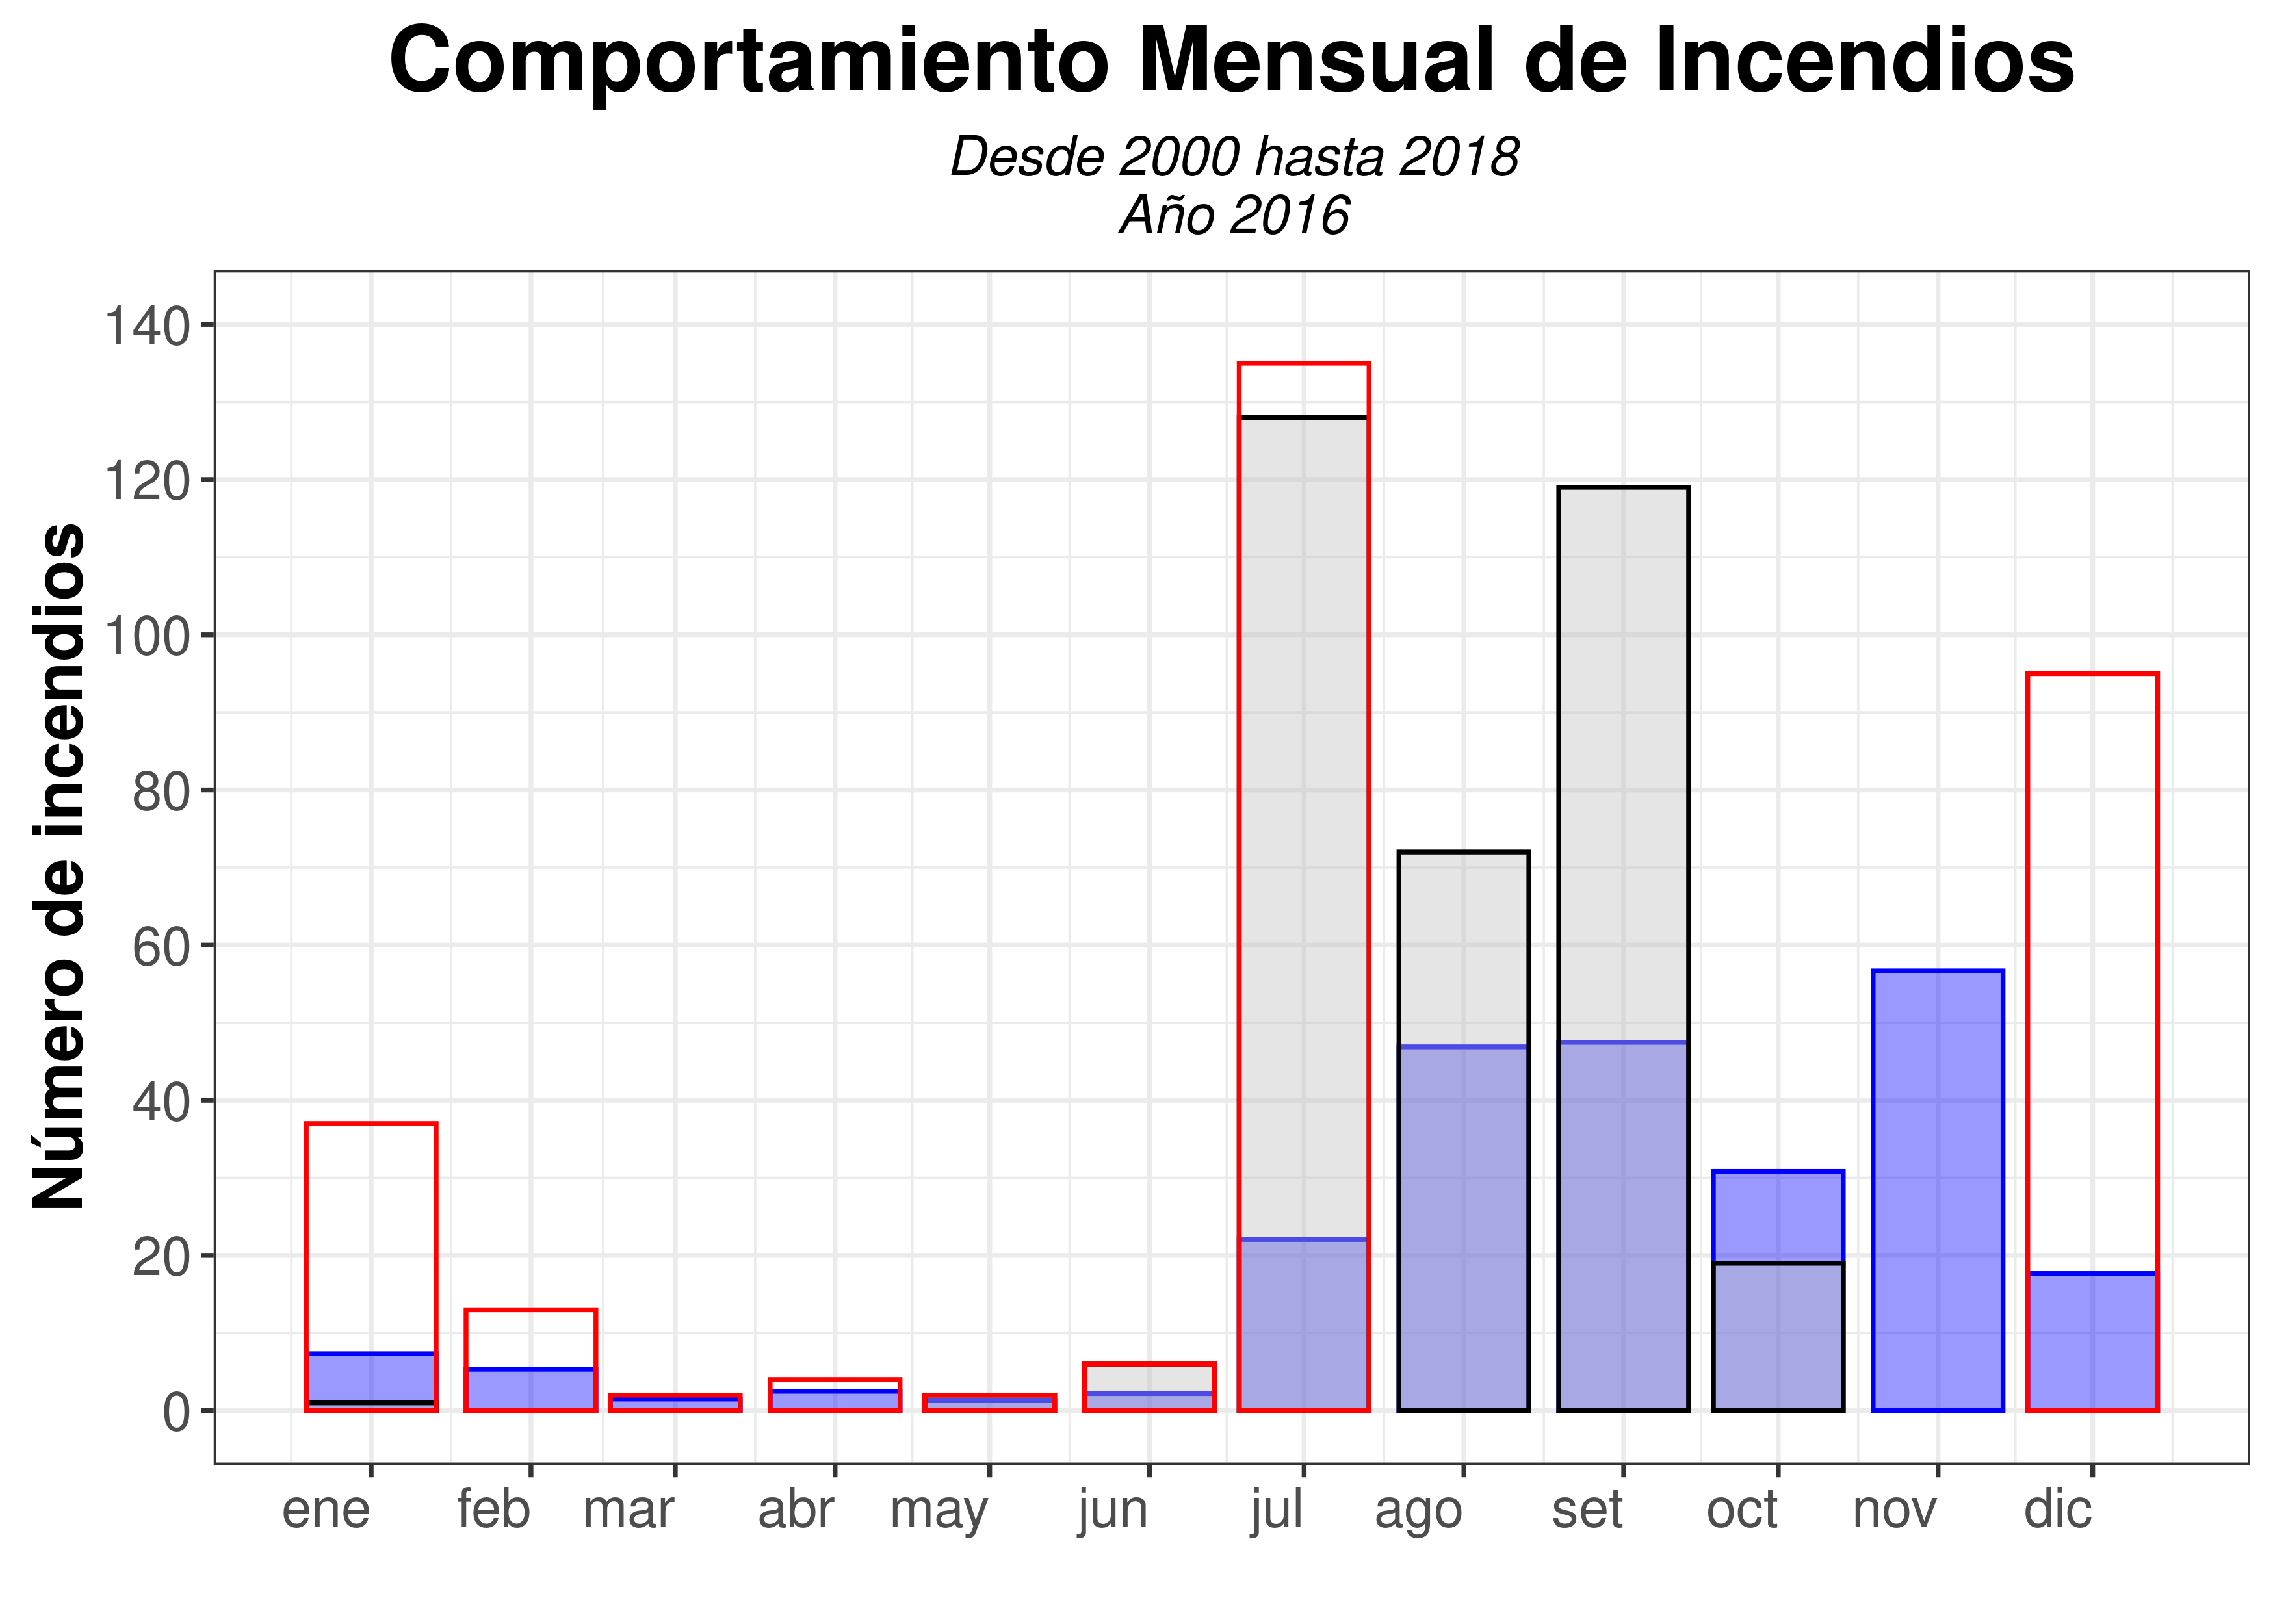 Comportamiento Mensual de Incendios
Desde 2000 hasta 2018
Año 2016
Número de incendios
140
120
100
80
60
40
20
0
ene feb mar abr may jun jul ago set oct nov dic